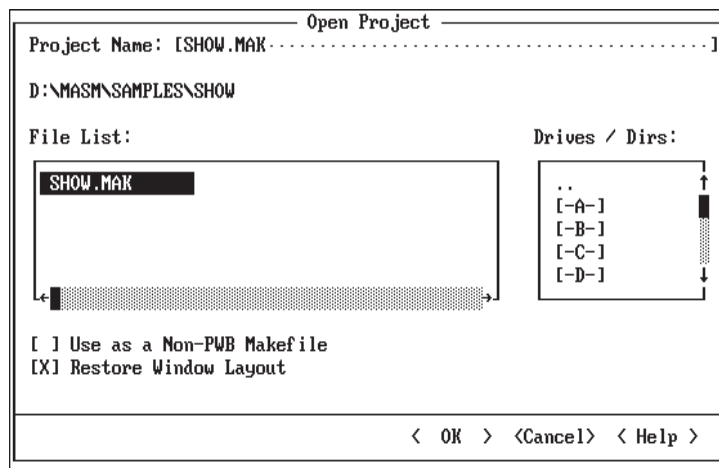 Open Project
Project Name: [SHOW.MAK·········································]
D:\MASM\SAMPLES\SHOW
File List:
Drives / Dirs:
SHOW.MAK
..
[-A-]
[-B-]
[-C-]
[-D-]
[ ] Use as a Non-PWB Makefile
[X] Restore Window Layout
< OK > <Cancel> < Help >